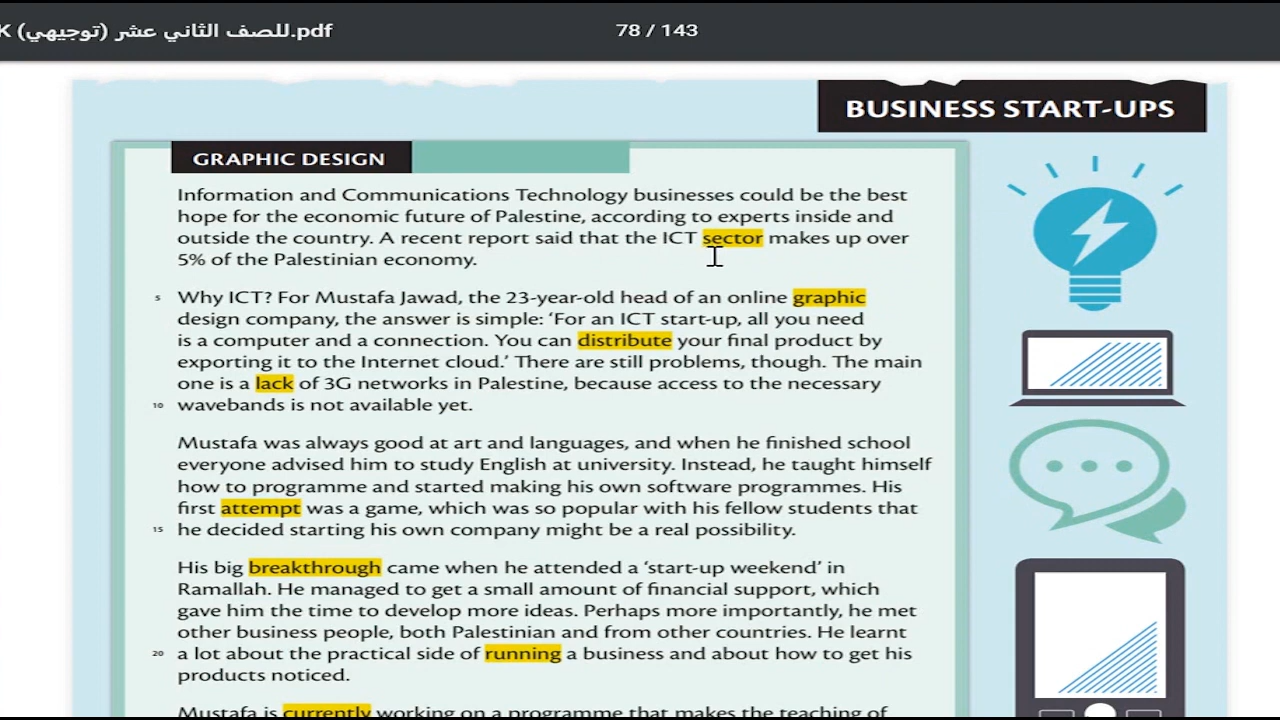 K للصف الثاني عشر (توجيهي).pdf
78 / 143
BUSINESS START-UPS
GRAPHIC DESIGN
Information and Communications Technology businesses could be the best
hope for the economic future of Palestine, according to experts inside and
outside the country. A recent report said that the ICT sector makes up over
5% of the Palestinian economy.
5 Why ICT? For Mustafa Jawad, the 23-year-old head of an online graphic
design company, the answer is simple: ‘For an ICT start-up, all you need
is a computer and a connection. You can distribute your final product by
exporting it to the Internet cloud.’ There are still problems, though. The main
one is a lack of 3G networks in Palestine, because access to the necessary
10 wavebands is not available yet.
Mustafa was always good at art and languages, and when he finished school
everyone advised him to study English at university. Instead, he taught himself
how to programme and started making his own software programmes. His
first attempt was a game, which was so popular with his fellow students that
15 he decided starting his own company might be a real possibility.
His big breakthrough came when he attended a ‘start-up weekend’ in
Ramallah. He managed to get a small amount of financial support, which
gave him the time to develop more ideas. Perhaps more importantly, he met
other business people, both Palestinian and from other countries. He learnt
20 a lot about the practical side of running a business and about how to get his
products noticed.
Mustafa is currently working on a programme that makes the teaching of